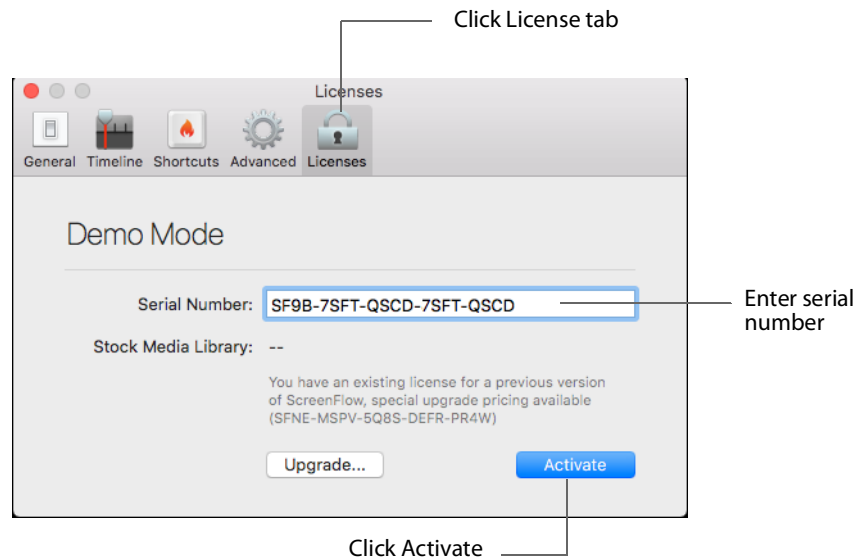 Click License tab
Licenses
General Timeline Shortcuts Advanced Licenses
Demo Mode
Serial Number: SF9B-7SFT-QSCD-7SFT-QSCD
Enter serial
number
Stock Media Library: --
You have an existing license for a previous version
of ScreenFlow, special upgrade pricing available
(SFNE-MSPV-5Q8S-DEFR-PR4W)
Upgrade... Activate
Click Activate